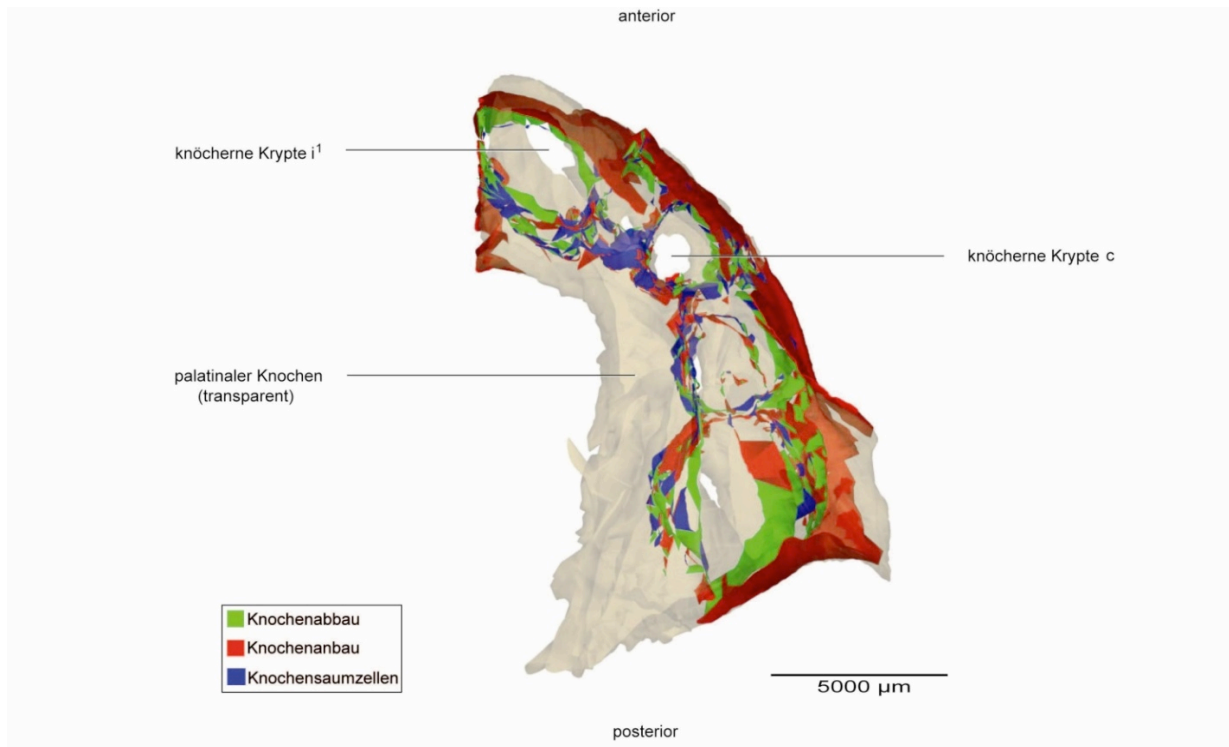 anterior
knöcherne Krypte i¹
knöcherne Krypte c
palatinaler Knochen
(transparent)
Knochenabbau
Knochenanbau
Knochensaumzellen
5000 µm
posterior